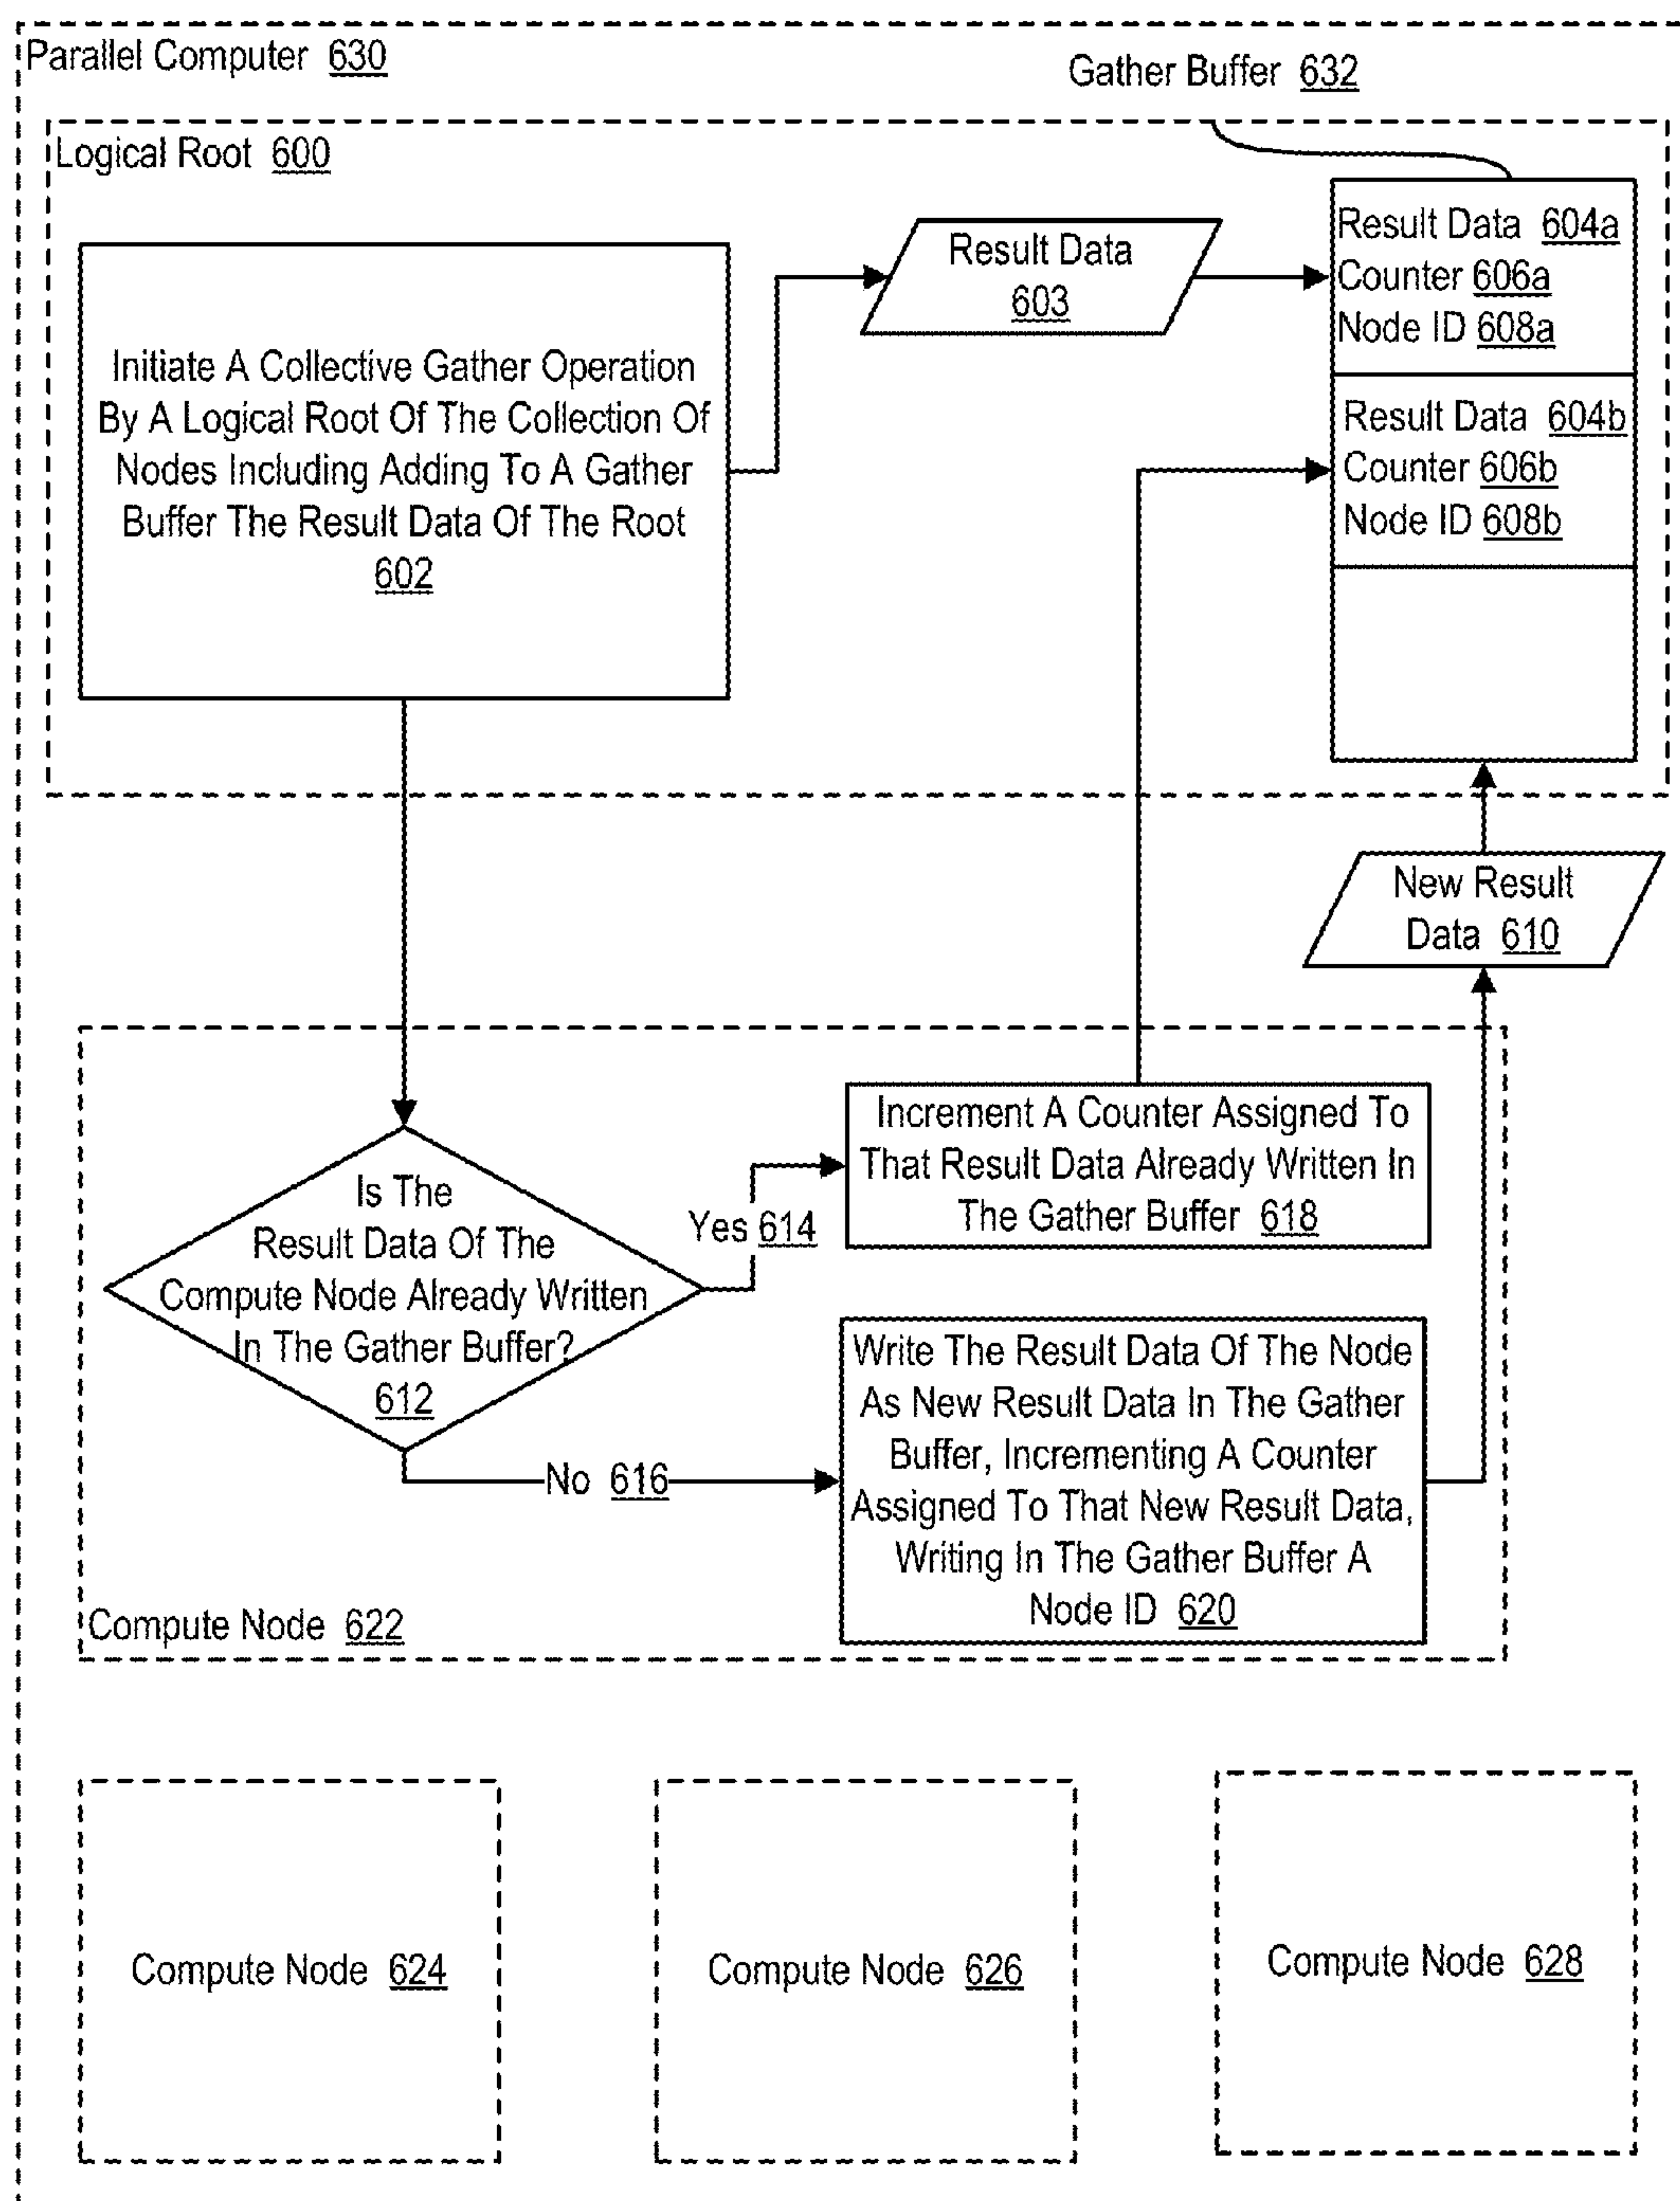 Parallel Computer 630
Gather Buffer 632
Logical Root 600
Initiate A Collective Gather Operation
By A Logical Root Of The Collection Of
Nodes Including Adding To A Gather
Buffer The Result Data Of The Root
602
Result Data
603
Result Data 604a
Counter 606a
Node ID 608a
Result Data 604b
Counter 606b
Node ID 608b
New Result
Data 610
Is The
Result Data Of The
Compute Node Already Written
In The Gather Buffer?
612
Yes 614
Increment A Counter Assigned To
That Result Data Already Written In
The Gather Buffer 618
No 616
Write The Result Data Of The Node
As New Result Data In The Gather
Buffer, Incrementing A Counter
Assigned To That New Result Data,
Writing In The Gather Buffer A
Node ID 620
Compute Node 622
Compute Node 624
Compute Node 626
Compute Node 628